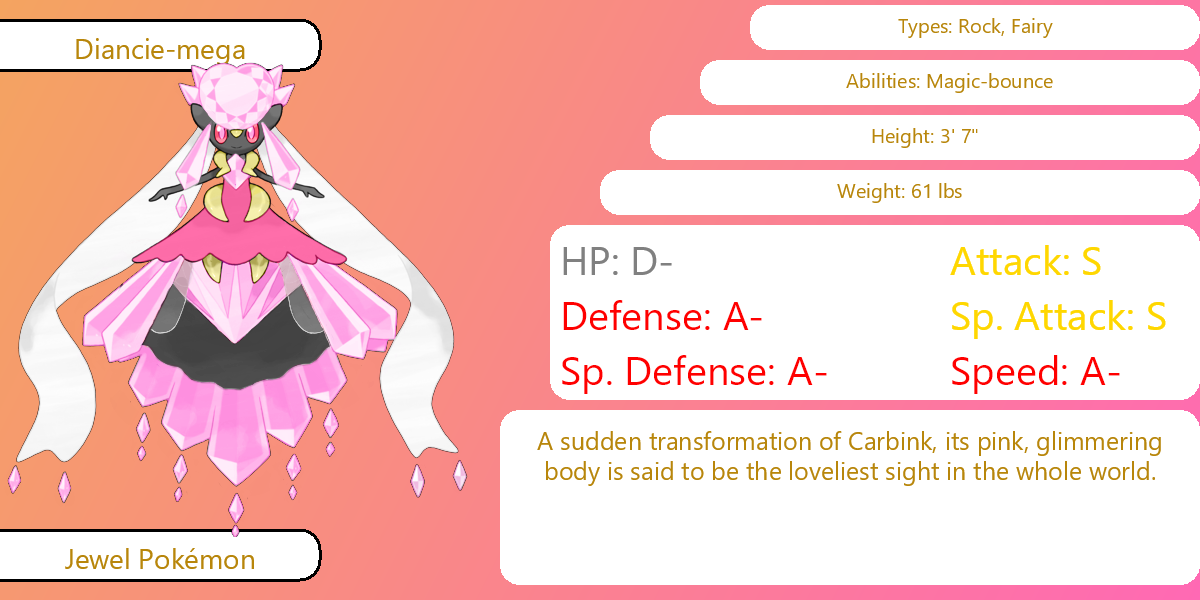 Diancie-mega
Types: Rock, Fairy
Abilities: Magic-bounce
Height: 3' 7"
Weight: 61 lbs
HP: D-
Attack: S
Defense: A-
Sp. Attack: S
Sp. Defense: A-
Speed: A-
A sudden transformation of Carbink, its pink, glimmering
body is said to be the loveliest sight in the whole world.
Jewel Pokémon